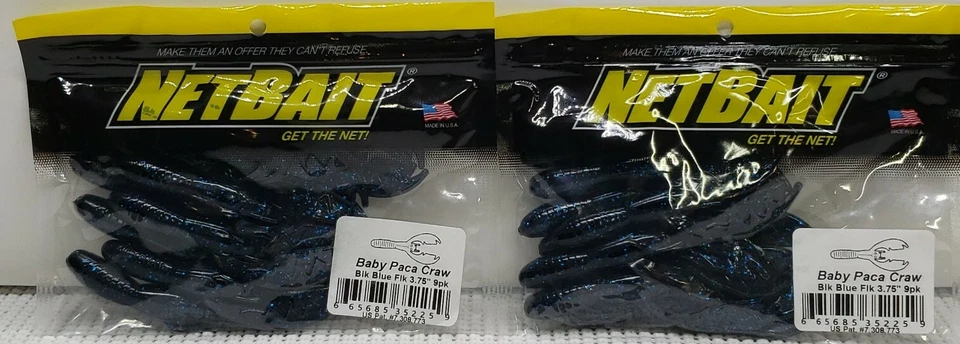 MAKE THEM AN OFFER THEY CAN'T REFUSE
NETBAIT®
MADE IN U.S.A.
GET THE NET!
Baby Paca Craw
Blk Blue Flk 3.75" 9pk
6 65685 35225 9
US Pat. #7,308,773
MAKE THEM AN OFFER THEY CAN'T REFUSE
NETBAIT®
MADE IN U.S.A.
GET THE NET!
Baby Paca Craw
Blk Blue Flk 3.75" 9pk
6 65685 35225 9
US Pat. #7,308,773